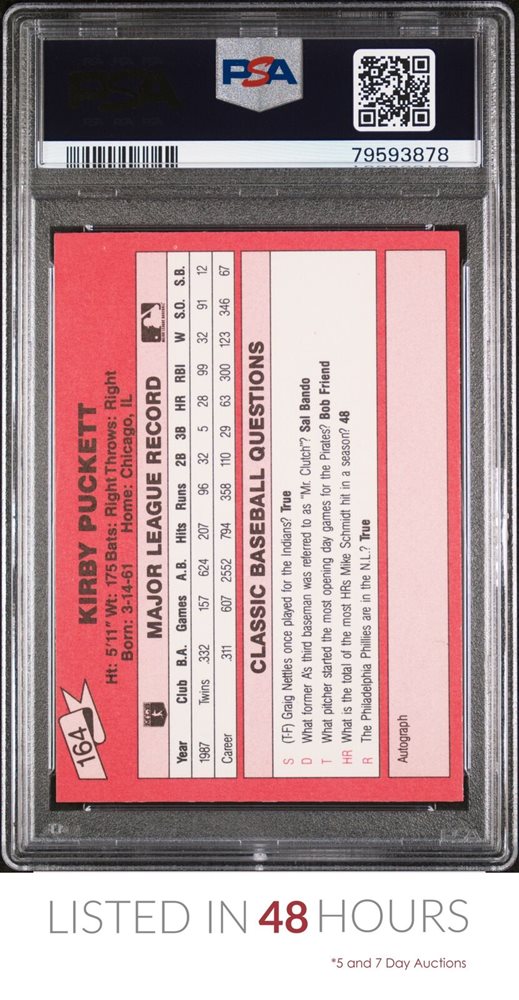 PSA
79593878
164
KIRBY PUCKETT
Ht: 5'11" Wt: 175 Bats: Right Throws: Right
Born: 3-14-61 Home: Chicago, IL
MAJOR LEAGUE RECORD
Year Club B.A. Games A.B. Hits Runs 2B 3B HR RBI W S.O. S.B.
1987 Twins .332 157 624 207 96 32 5 28 99 32 91 12
Career .311 607 2552 794 358 110 29 63 300 123 346 67
CLASSIC BASEBALL QUESTIONS
S (T-F) Graig Nettles once played for the Indians? True
D What former A's third baseman was referred to as "Mr. Clutch"? Sal Bando
T What pitcher started the most opening day games for the Pirates? Bob Friend
HR What is the total of the most HRs Mike Schmidt hit in a season? 48
R The Philadelphia Phillies are in the N.L.? True
Autograph
LISTED IN 48 HOURS
*5 and 7 Day Auctions